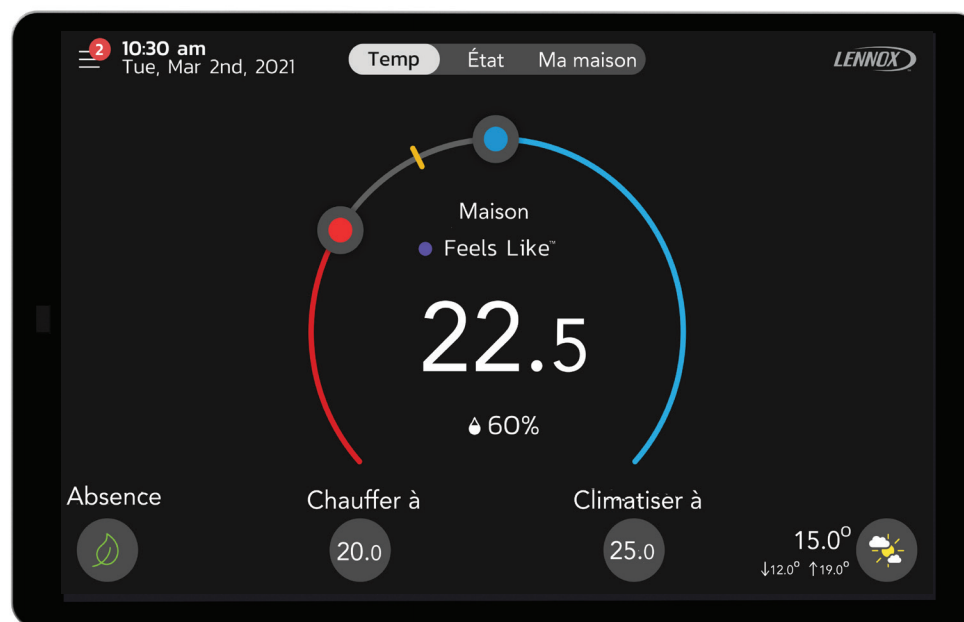 2
10:30 am
Tue, Mar 2nd, 2021
Temp État Ma maison
LENNOX
Maison
Feels Like™
22.5
60%
Absence
Chauffer à
Climatiser à
20.0
25.0
15.0°
↓12.0° ↑19.0°